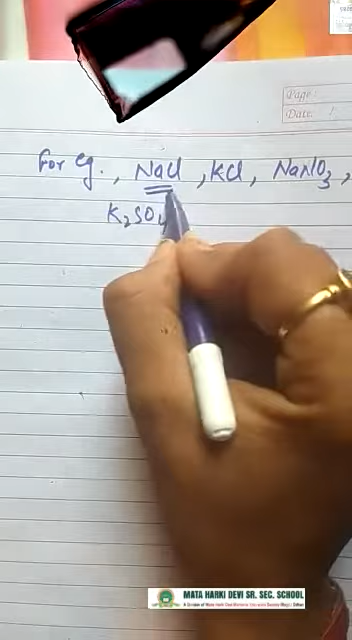 Page:
Date:
For eg. , NaCl , KCl , NaNO3 ,
K2SO4
MATA HARKI DEVI SR. SEC. SCHOOL